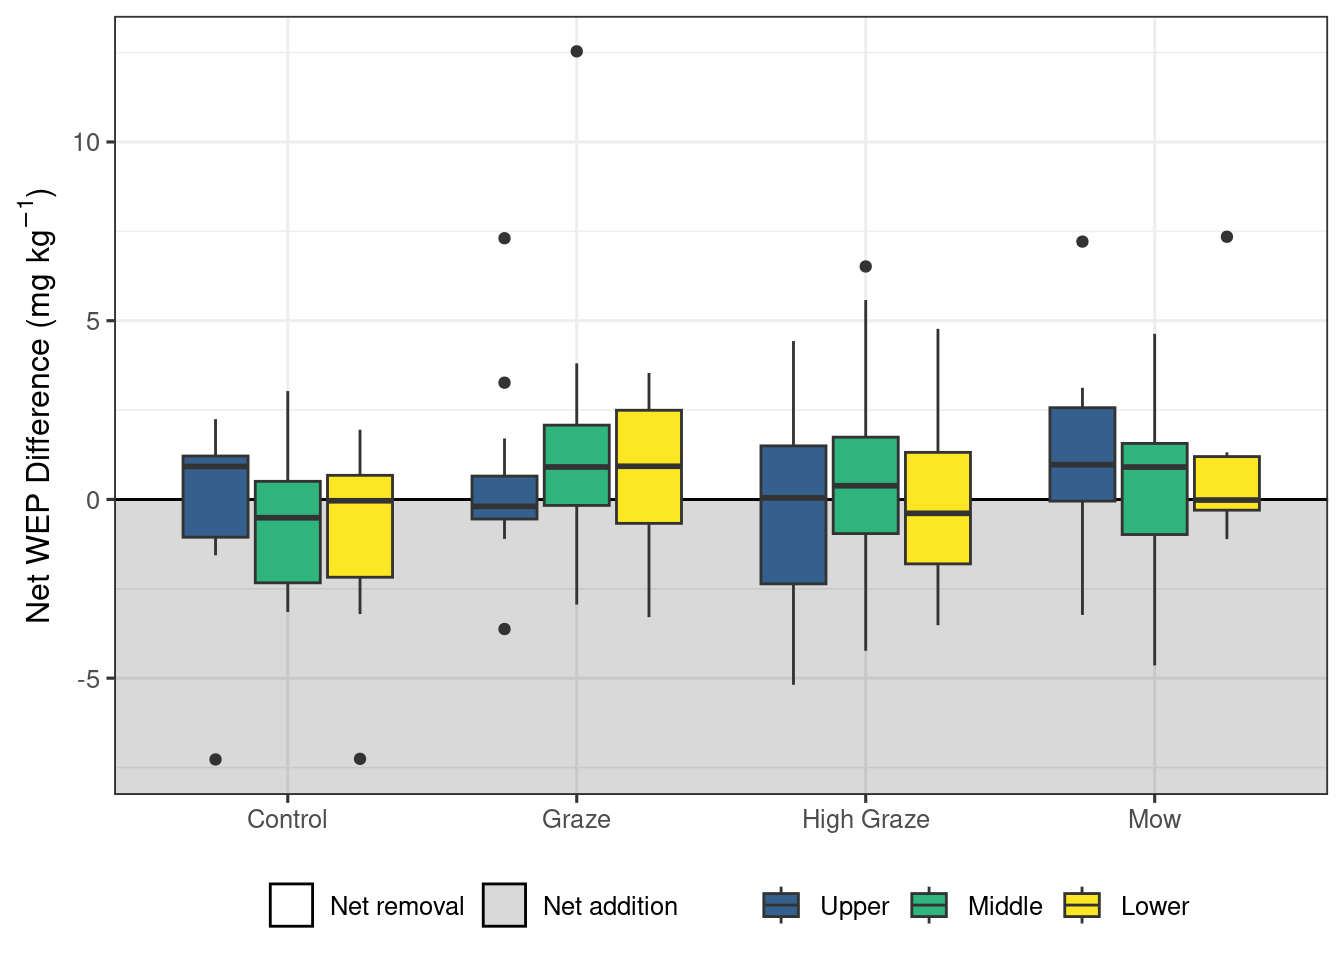 Net WEP Difference (mg kg⁻¹)
10
5
0
-5
Control Graze High Graze Mow
Net removal Net addition Upper Middle Lower